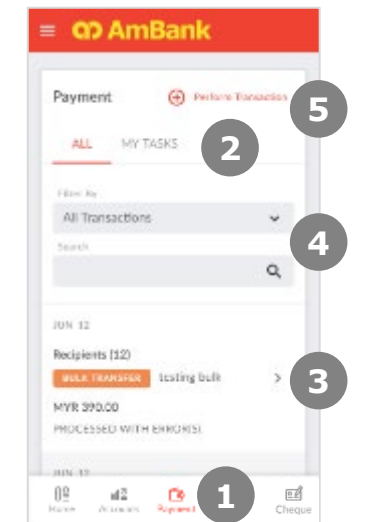 AmBank
Payment
Perform Transaction
5
ALL MY TASKS
2
Filter By
All Transactions
4
Search
JUN 12
Recipients (12)
BULK TRANSFER testing bulk
3
MYR 390.00
PROCESSED WITH ERROR(S)
JUN 12
1
Home Accounts Payment Cheque